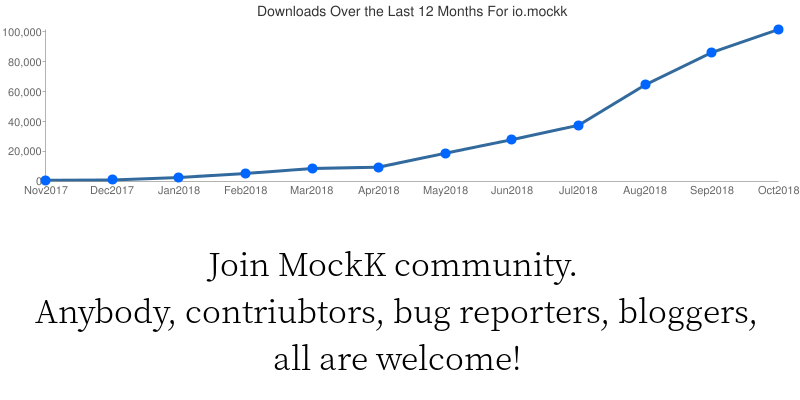 Downloads Over the Last 12 Months For io.mockk
100,000
80,000
60,000
40,000
20,000
0
Nov2017 Dec2017 Jan2018 Feb2018 Mar2018 Apr2018 May2018 Jun2018 Jul2018 Aug2018 Sep2018 Oct2018
Join MockK community.
Anybody, contriubtors, bug reporters, bloggers,
all are welcome!